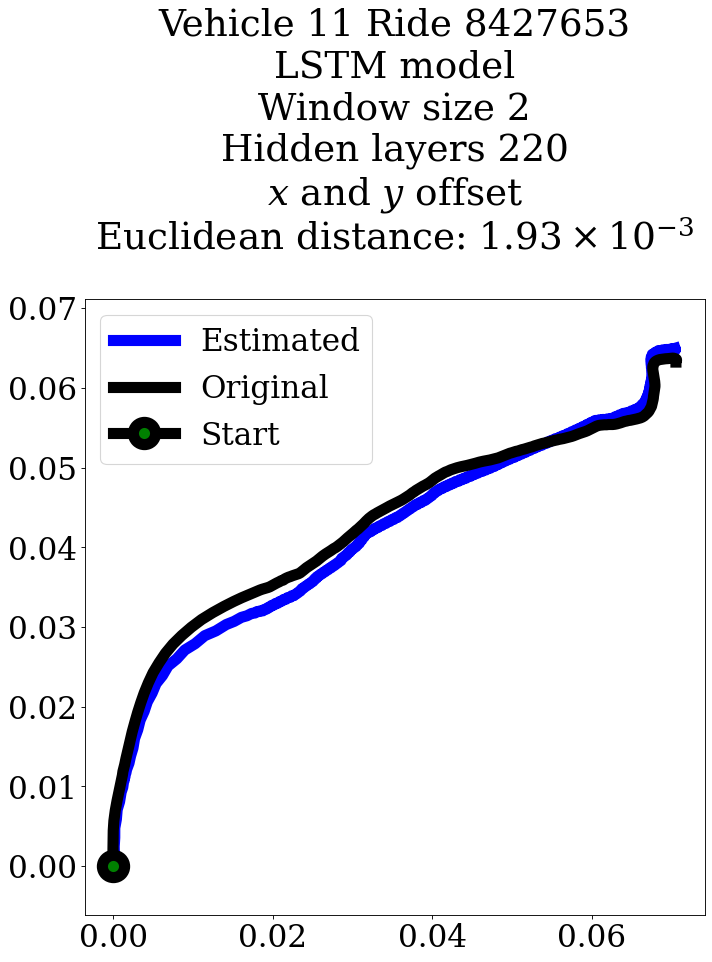 Vehicle 11 Ride 8427653
LSTM model
Window size 2
Hidden layers 220
x and y offset
Euclidean distance: 1.93 × 10⁻³
Estimated
Original
Start
0.07
0.06
0.05
0.04
0.03
0.02
0.01
0.00
0.00 0.02 0.04 0.06